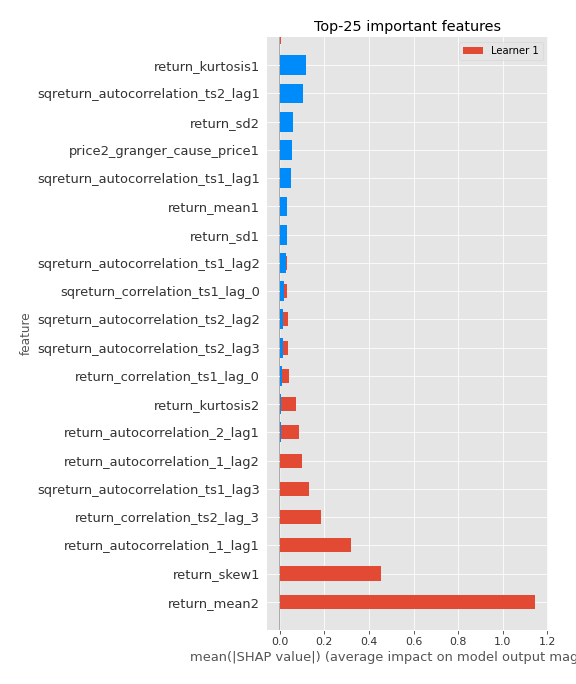 Top-25 important features
Learner 1
return_kurtosis1
sqreturn_autocorrelation_ts2_lag1
return_sd2
price2_granger_cause_price1
sqreturn_autocorrelation_ts1_lag1
return_mean1
return_sd1
sqreturn_autocorrelation_ts1_lag2
sqreturn_correlation_ts1_lag_0
sqreturn_autocorrelation_ts2_lag2
sqreturn_autocorrelation_ts2_lag3
return_correlation_ts1_lag_0
return_kurtosis2
return_autocorrelation_2_lag1
return_autocorrelation_1_lag2
sqreturn_autocorrelation_ts1_lag3
return_correlation_ts2_lag_3
return_autocorrelation_1_lag1
return_skew1
return_mean2
feature
0.0 0.2 0.4 0.6 0.8 1.0 1.2
mean(|SHAP value|) (average impact on model output mag